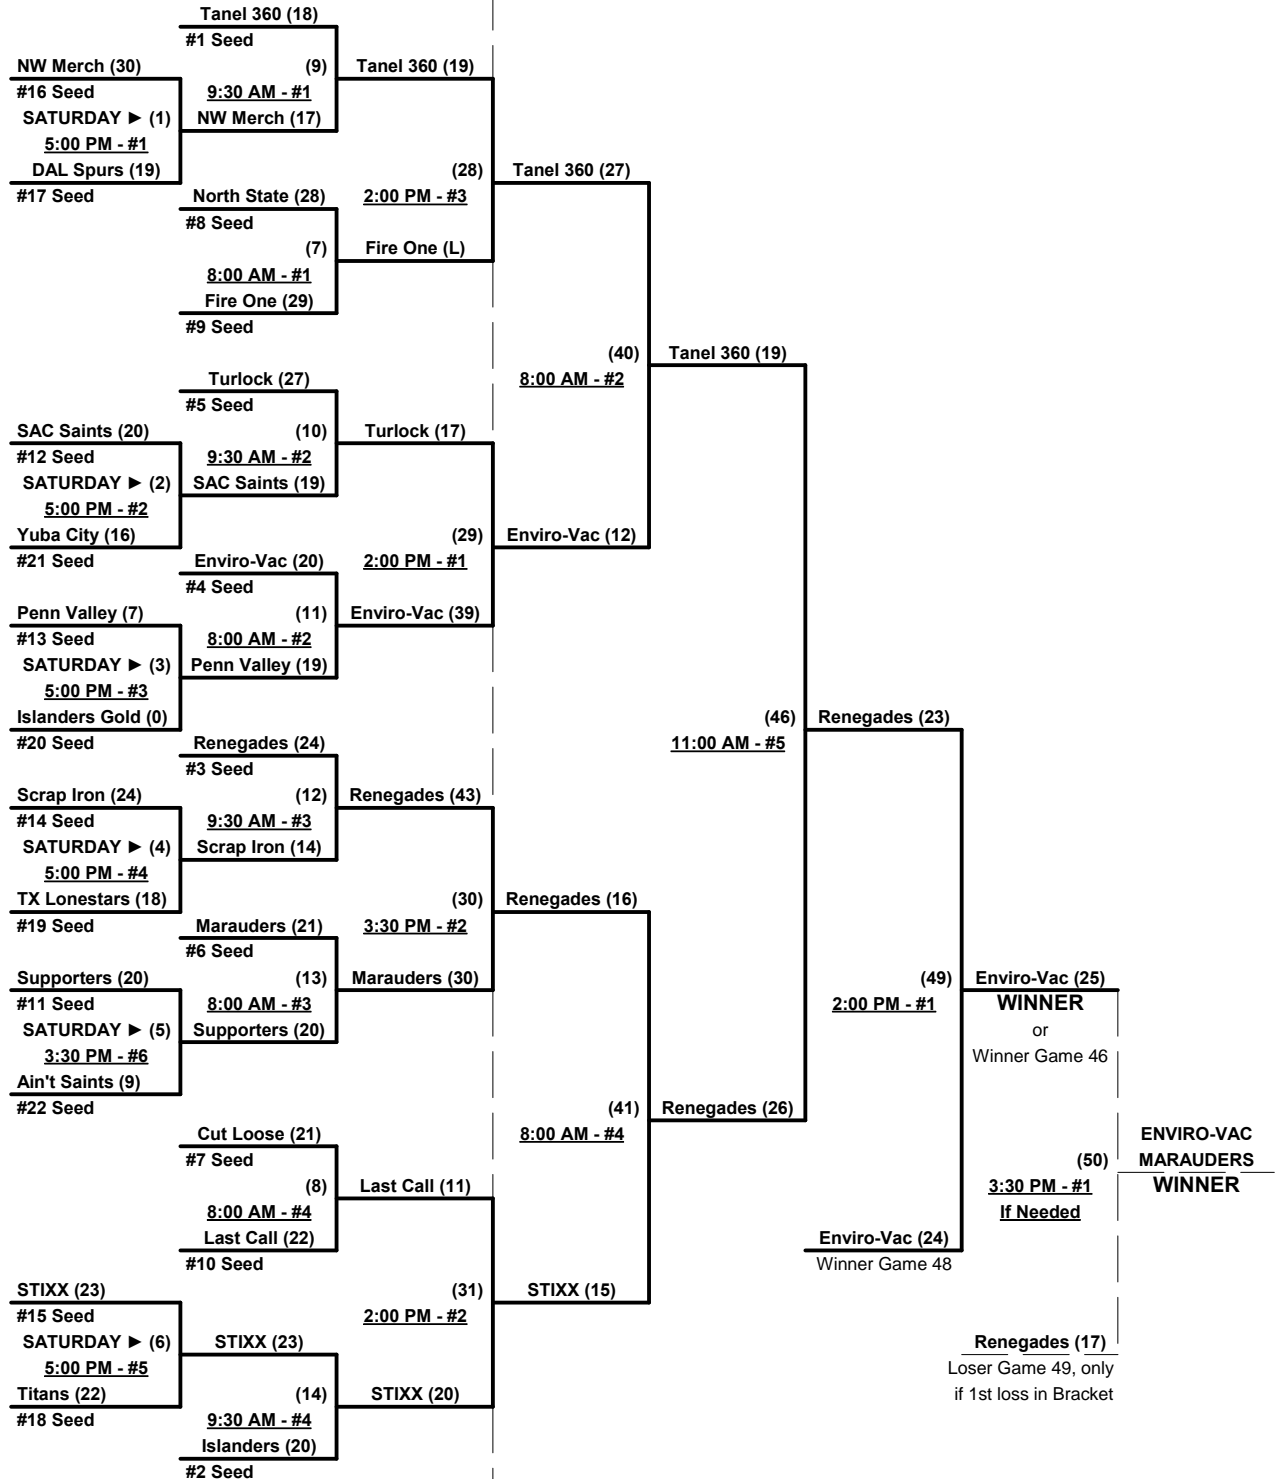 Tanel 360 (18)
#1 Seed
NW Merch (30)
(9)
Tanel 360 (19)
#16 Seed
9:30 AM - #1
SATURDAY ► (1)
NW Merch (17)
5:00 PM - #1
DAL Spurs (19)
(28)
Tanel 360 (27)
#17 Seed
North State (28)
2:00 PM - #3
#8 Seed
(7)
Fire One (L)
8:00 AM - #1
Fire One (29)
#9 Seed
(40)
Tanel 360 (19)
Turlock (27)
8:00 AM - #2
#5 Seed
SAC Saints (20)
(10)
Turlock (17)
#12 Seed
9:30 AM - #2
SATURDAY ► (2)
SAC Saints (19)
5:00 PM - #2
Yuba City (16)
(29)
Enviro-Vac (12)
#21 Seed
Enviro-Vac (20)
2:00 PM - #1
#4 Seed
Penn Valley (7)
(11)
Enviro-Vac (39)
#13 Seed
8:00 AM - #2
SATURDAY ► (3)
Penn Valley (19)
5:00 PM - #3
Islanders Gold (0)
(46)
Renegades (23)
#20 Seed
Renegades (24)
11:00 AM - #5
#3 Seed
Scrap Iron (24)
(12)
Renegades (43)
#14 Seed
9:30 AM - #3
SATURDAY ► (4)
Scrap Iron (14)
5:00 PM - #4
TX Lonestars (18)
(30)
Renegades (16)
#19 Seed
Marauders (21)
3:30 PM - #2
#6 Seed
Supporters (20)
(13)
Marauders (30)
(49)
Enviro-Vac (25)
#11 Seed
8:00 AM - #3
2:00 PM - #1
WINNER
SATURDAY ► (5)
Supporters (20)
or
3:30 PM - #6
Winner Game 46
Ain't Saints (9)
#22 Seed
(41)
Renegades (26)
Cut Loose (21)
8:00 AM - #4
ENVIRO-VAC
#7 Seed
(50)
MARAUDERS
(8)
Last Call (11)
3:30 PM - #1
WINNER
8:00 AM - #4
If Needed
Last Call (22)
Enviro-Vac (24)
#10 Seed
Winner Game 48
STIXX (23)
(31)
STIXX (15)
#15 Seed
2:00 PM - #2
SATURDAY ► (6)
STIXX (23)
Renegades (17)
5:00 PM - #5
Loser Game 49, only
Titans (22)
(14)
STIXX (20)
if 1st loss in Bracket
#18 Seed
9:30 AM - #4
Islanders (20)
#2 Seed